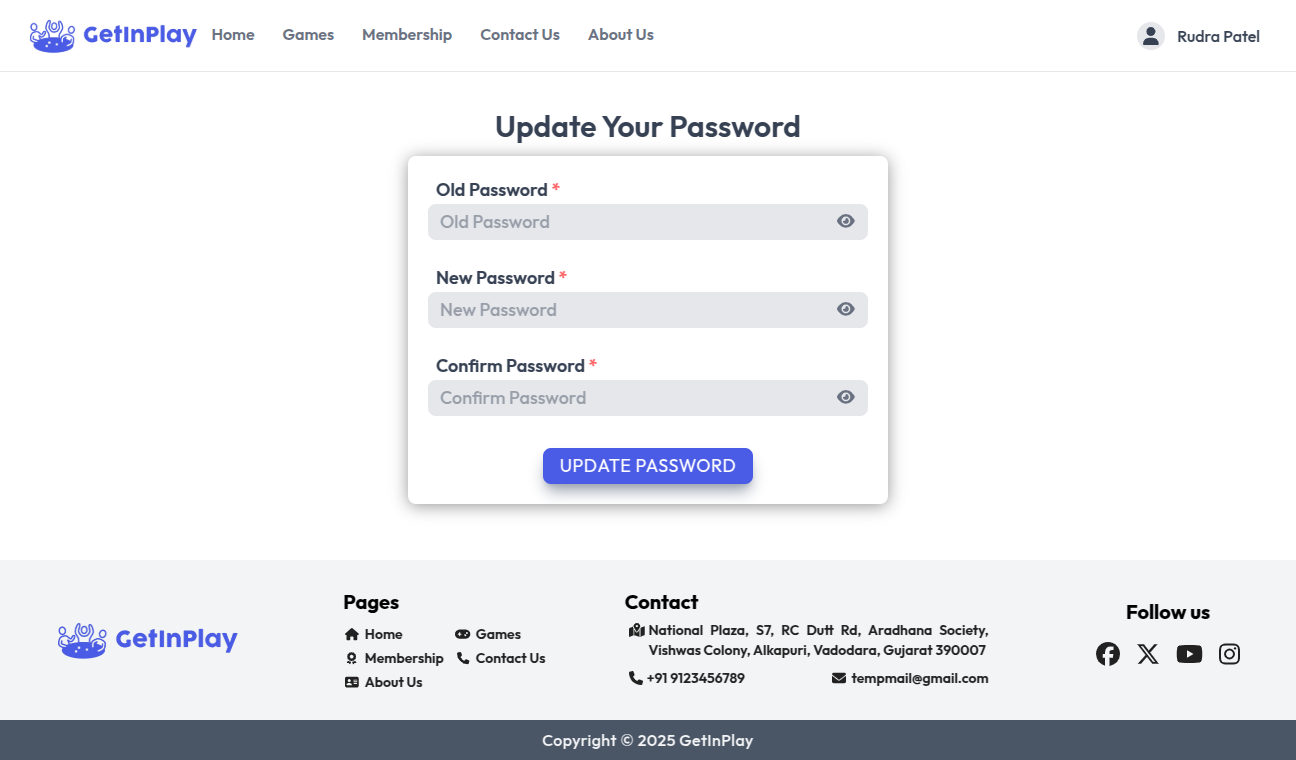 GetInPlay Home Games Membership Contact Us About Us Rudra Patel
Update Your Password
Old Password *
Old Password
New Password *
New Password
Confirm Password *
Confirm Password
UPDATE PASSWORD
GetInPlay
Pages
Home Games
Membership Contact Us
About Us
Contact
National Plaza, S7, RC Dutt Rd, Aradhana Society,
Vishwas Colony, Alkapuri, Vadodara, Gujarat 390007
+91 9123456789 tempmail@gmail.com
Follow us
Copyright © 2025 GetInPlay